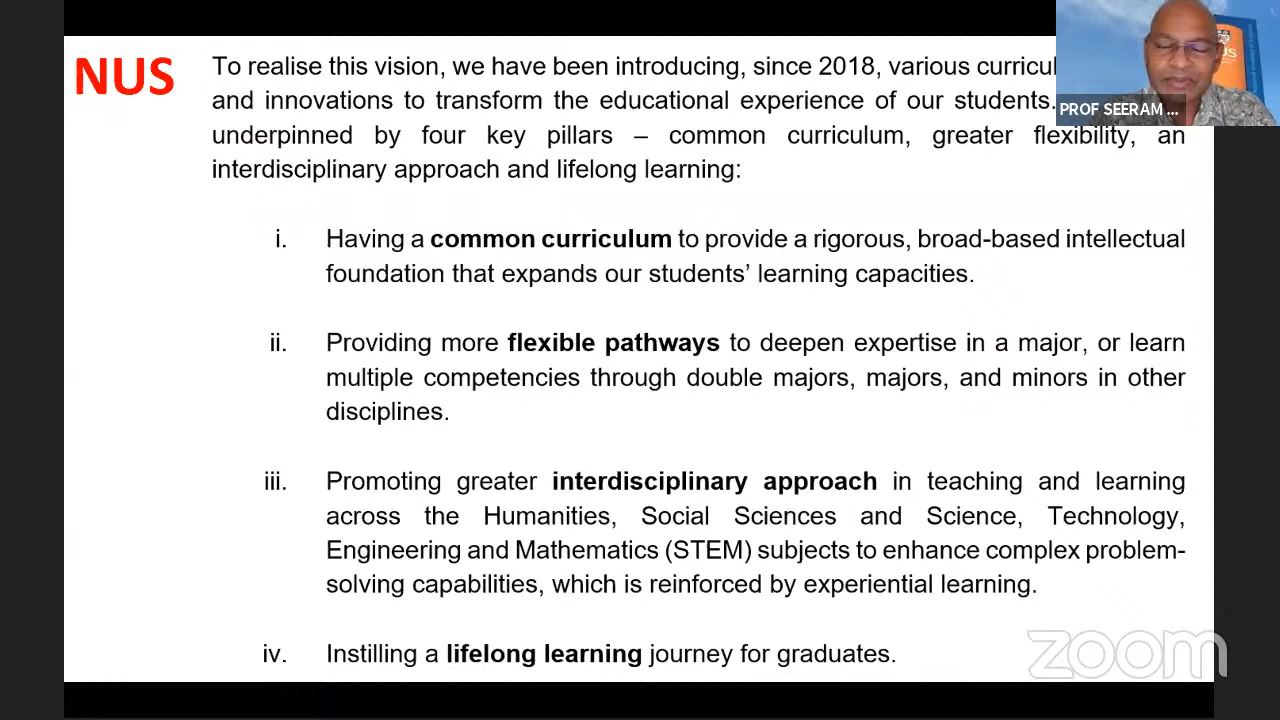 NUS
To realise this vision, we have been introducing, since 2018, various
and innovations to transform the educational experience of our students.
underpinned by four key pillars – common curriculum, greater flexibility, an
interdisciplinary approach and lifelong learning:
i. Having a common curriculum to provide a rigorous, broad-based intellectual
foundation that expands our students’ learning capacities.
ii. Providing more flexible pathways to deepen expertise in a major, or learn
multiple competencies through double majors, majors, and minors in other
disciplines.
iii. Promoting greater interdisciplinary approach in teaching and learning
across the Humanities, Social Sciences and Science, Technology,
Engineering and Mathematics (STEM) subjects to enhance complex problem-
solving capabilities, which is reinforced by experiential learning.
iv. Instilling a lifelong learning journey for graduates.
PROF SEERAM ...
zoom